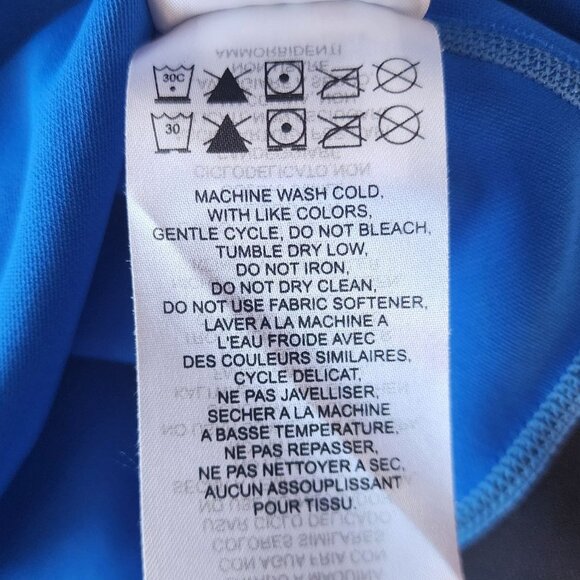 30C
30
MACHINE WASH COLD,
WITH LIKE COLORS,
GENTLE CYCLE, DO NOT BLEACH,
TUMBLE DRY LOW,
DO NOT IRON,
DO NOT DRY CLEAN,
DO NOT USE FABRIC SOFTENER,
LAVER A LA MACHINE A
L'EAU FROIDE AVEC
DES COULEURS SIMILAIRES,
CYCLE DELICAT,
NE PAS JAVELLISER,
SECHER A LA MACHINE
A BASSE TEMPERATURE,
NE PAS REPASSER,
NE PAS NETTOYER A SEC,
AUCUN ASSOUPLISSANT
POUR TISSU.